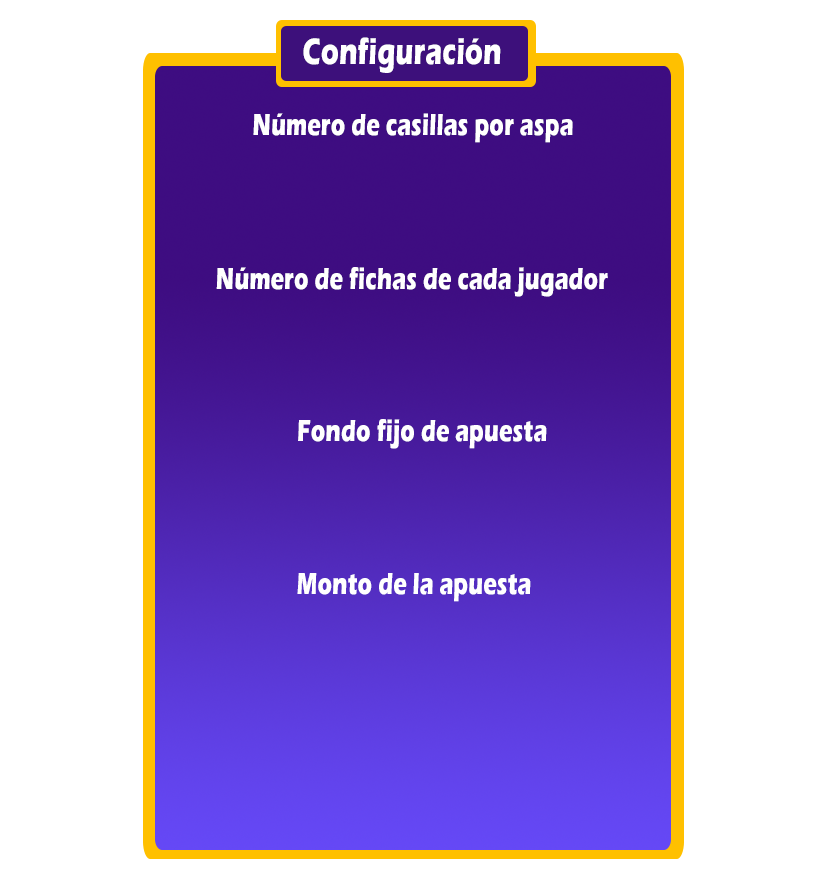 Configuración
Número de casillas por aspa
Número de fichas de cada jugador
Fondo fijo de apuesta
Monto de la apuesta